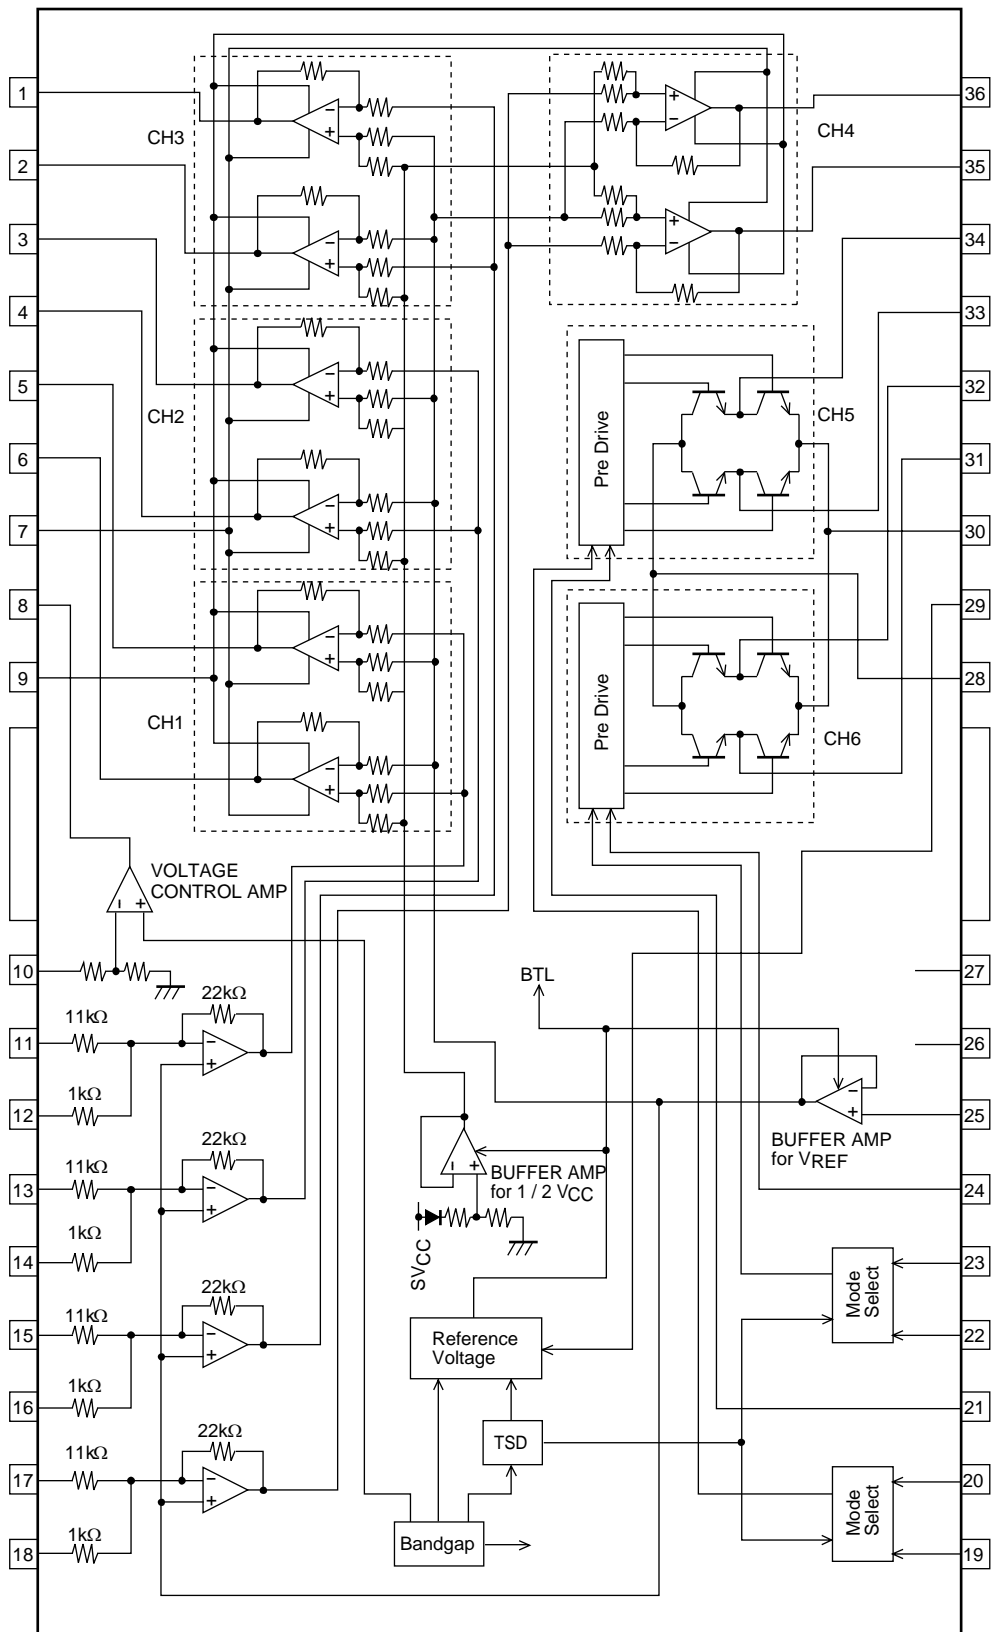 1
36
CH3
CH4
2
35
3
34
4
33
5
32
CH2
CH5
Pre Drive
6
31
7
30
8
29
9
28
CH1
CH6
Pre Drive
VOLTAGE
CONTROL AMP
10
27
BTL
11
11kΩ
22kΩ
−
+
26
12
1kΩ
25
BUFFER AMP
for VREF
13
11kΩ
22kΩ
−
+
BUFFER AMP
for 1 / 2 VCC
24
14
1kΩ
SVCC
23
Mode
Select
15
11kΩ
22kΩ
−
+
Reference
Voltage
22
16
1kΩ
21
TSD
17
11kΩ
22kΩ
−
+
20
Mode
Select
18
1kΩ
Bandgap
19